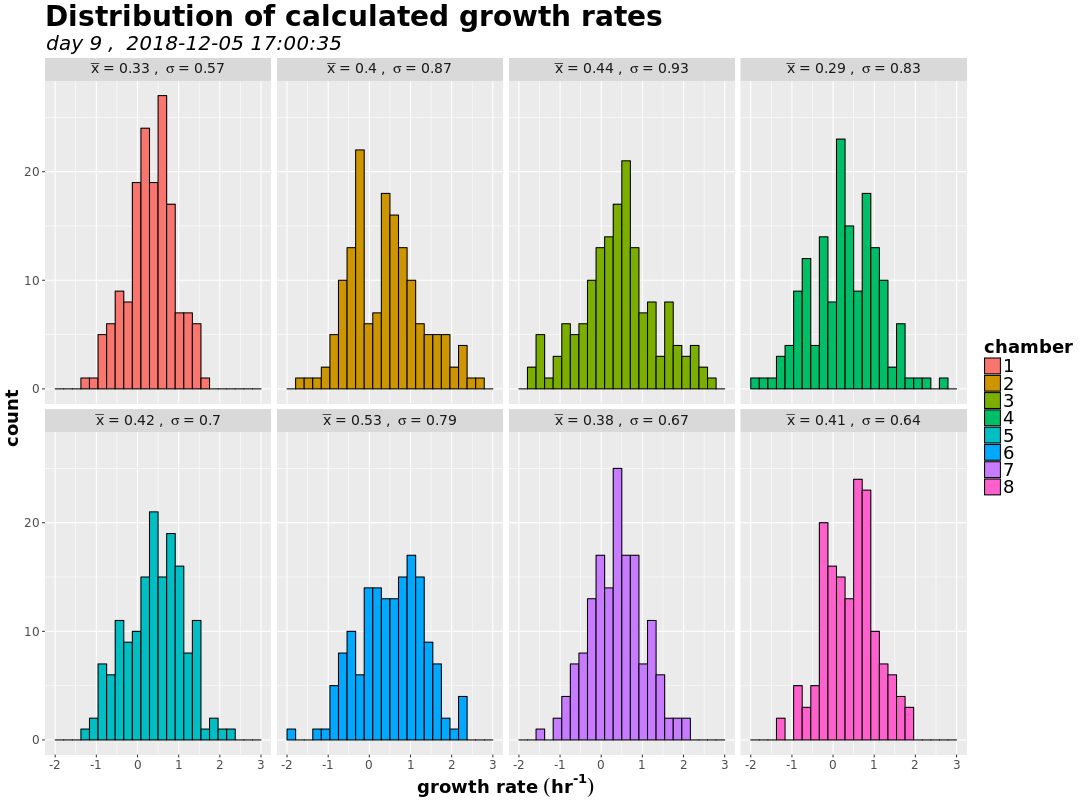 Distribution of calculated growth rates
day 9 ,  2018-12-05 17:00:35
x̅ = 0.33 ,  σ = 0.57
x̅ = 0.4 ,  σ = 0.87
x̅ = 0.44 ,  σ = 0.93
x̅ = 0.29 ,  σ = 0.83
20
10
0
x̅ = 0.42 ,  σ = 0.7
x̅ = 0.53 ,  σ = 0.79
x̅ = 0.38 ,  σ = 0.67
x̅ = 0.41 ,  σ = 0.64
20
10
0
count
-2 -1 0 1 2 3
-2 -1 0 1 2 3
-2 -1 0 1 2 3
-2 -1 0 1 2 3
growth rate (hr⁻¹)
chamber
1
2
3
4
5
6
7
8